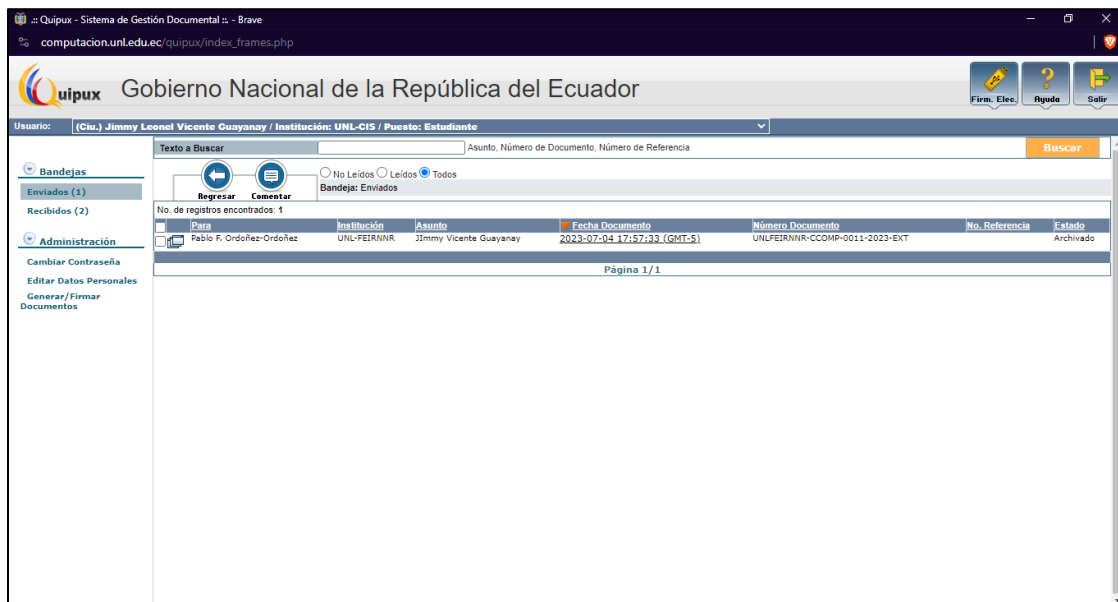 .:: Quipux - Sistema de Gestión Documental ::. - Brave
computacion.unl.edu.ec/quipux/index_frames.php
Quipux Gobierno Nacional de la República del Ecuador
Firm. Elec. Ayuda Salir
Usuario: (Ciu.) Jimmy Leonel Vicente Guayanay / Institución: UNL-CIS / Puesto: Estudiante
Texto a Buscar Asunto, Número de Documento, Número de Referencia Buscar
Bandejas
Enviados (1)
Recibidos (2)
Administración
Cambiar Contraseña
Editar Datos Personales
Generar/Firmar
Documentos
Regresar Comentar
No Leídos Leídos Todos
Bandeja: Enviados
No. de registros encontrados: 1
Para Institución Asunto Fecha Documento Número Documento No. Referencia Estado
Pablo F. Ordoñez-Ordoñez UNL-FEIRNNR JImmy Vicente Guayanay 2023-07-04 17:57:33 (GMT-5) UNLFEIRNNR-CCOMP-0011-2023-EXT Archivado
Página 1/1